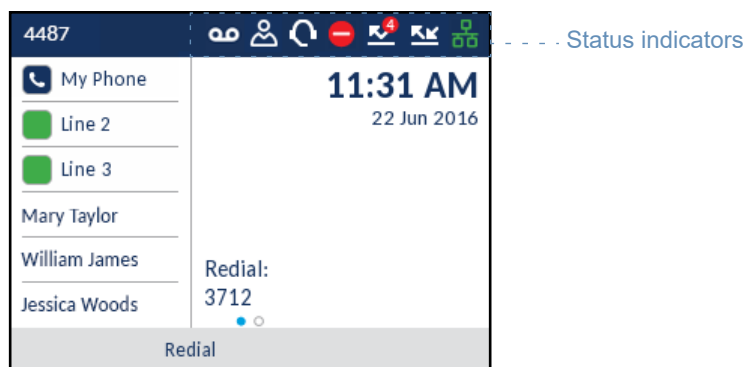 4487
4
Status indicators
My Phone
11:31 AM
Line 2
22 Jun 2016
Line 3
Mary Taylor
William James
Redial:
Jessica Woods
3712
Redial